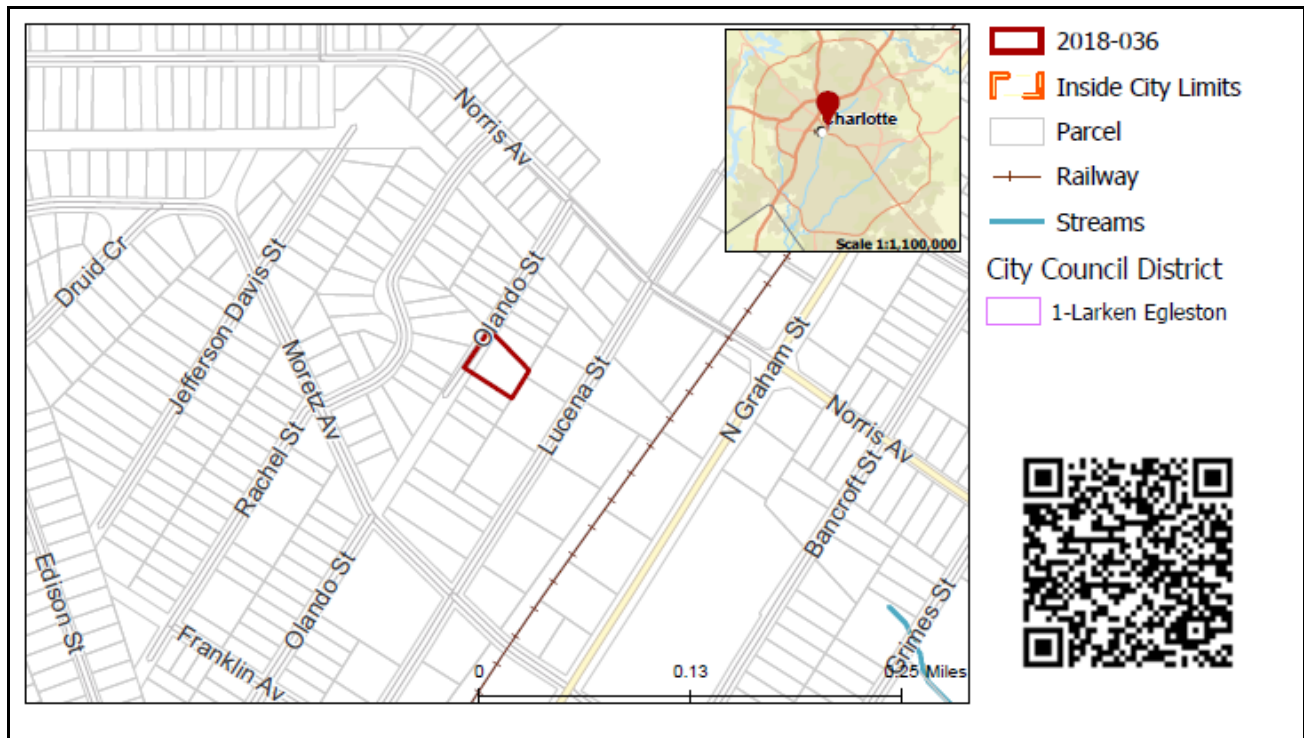 Norris Av
Charlotte
Scale 1:1,100,000
Druid Cr
Jefferson Davis St
Olando St
Moretz Av
Rachel St
Lucena St
N Graham St
Norris Av
Bancroft St
Edison St
Olando St
Franklin Av
Grimes St
0
0.13
0.25 Miles
2018-036
Inside City Limits
Parcel
Railway
Streams
City Council District
1-Larken Egleston